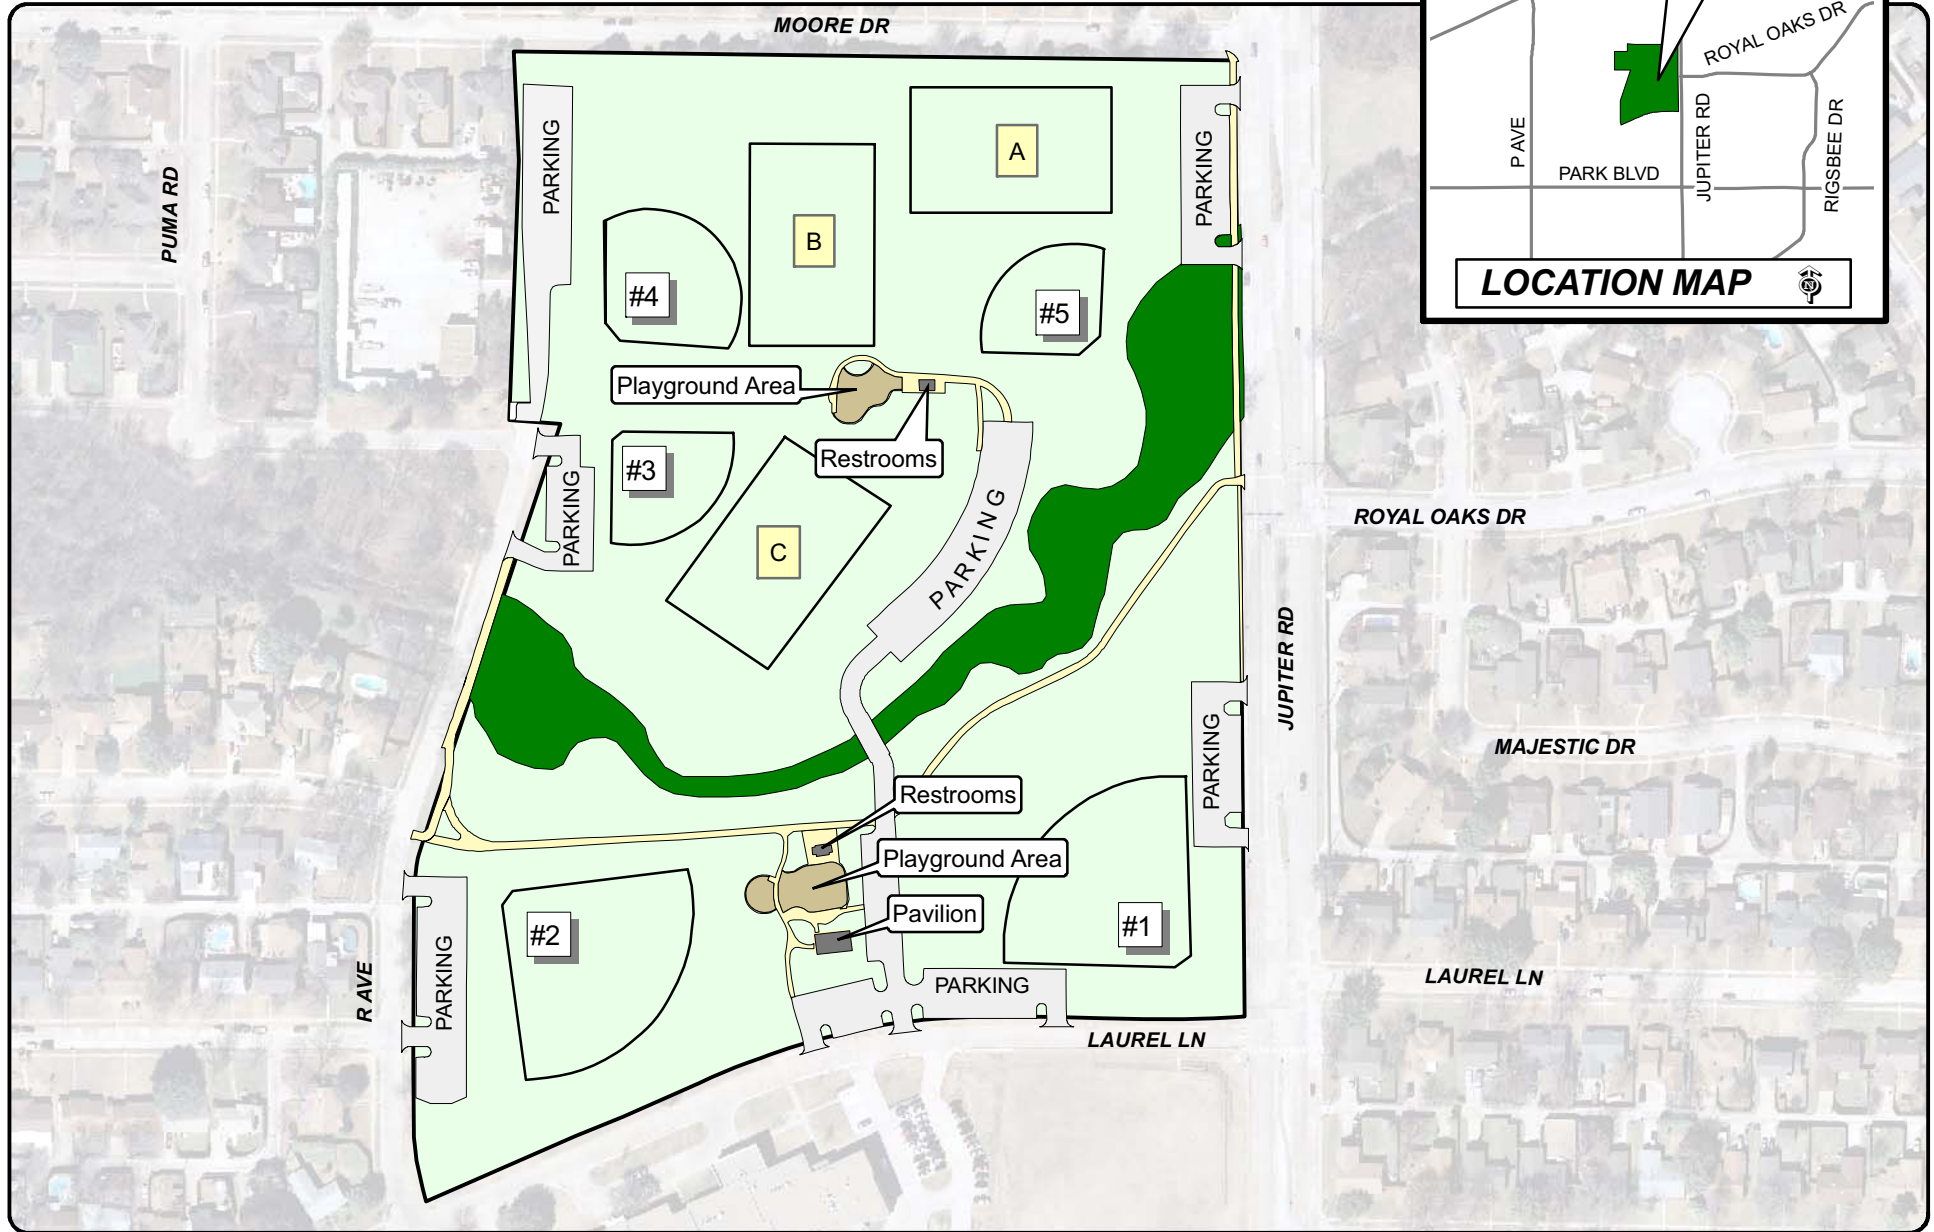 MOORE DR
ROYAL OAKS DR
P AVE
JUPITER RD
RIGSBEE DR
PARK BLVD
LOCATION MAP
N
PUMA RD
PARKING
A
PARKING
B
#4
#5
Playground Area
Restrooms
#3
PARKING
C
PARKING
ROYAL OAKS DR
JUPITER RD
MAJESTIC DR
PARKING
Restrooms
Playground Area
Pavilion
#2
#1
R AVE
PARKING
PARKING
LAUREL LN
LAUREL LN